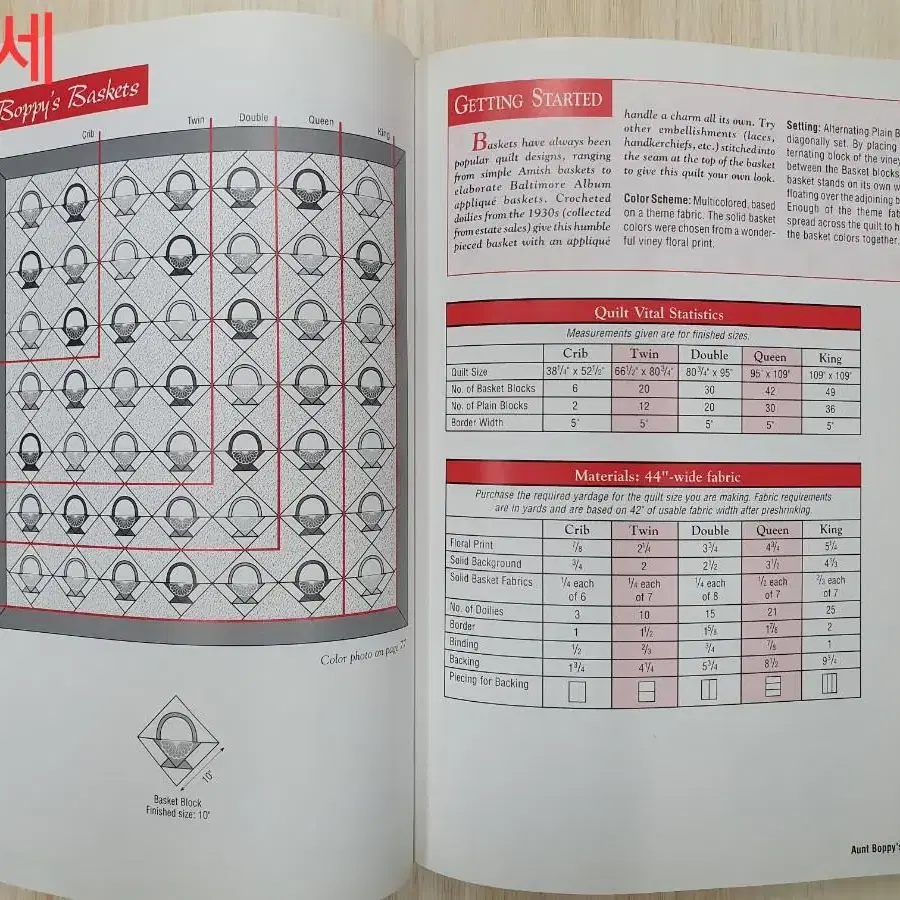 세
Boppy's Baskets
Crib Twin Double Queen King
Color photo on page 77
10"
Basket Block
Finished size: 10"
GETTING STARTED
Baskets have always been
popular quilt designs, ranging
from simple Amish baskets to
elaborate Baltimore Album
appliqué baskets. Crocheted
doilies from the 1930s (collected
from estate sales) give this humble
pieced basket with an appliqué
handle a charm all its own. Try
other embellishments (laces,
handkerchiefs, etc.) stitched into
the seam at the top of the basket
to give this quilt your own look.
Color Scheme: Multicolored, based
on a theme fabric. The solid basket
colors were chosen from a wonder-
ful viney floral print.
Setting: Alternating Plain B
diagonally set. By placing
ternating block of the viney
between the Basket blocks
basket stands on its own w
floating over the adjoining b
Enough of the theme fab
spread across the quilt to h
the basket colors together.
Quilt Vital Statistics
Measurements given are for finished sizes.
Crib Twin Double Queen King
Quilt Size 38¼" x 52½" 66½" x 80¾" 80¾" x 95" 95" x 109" 109" x 109"
No. of Basket Blocks 6 20 30 42 49
No. of Plain Blocks 2 12 20 30 36
Border Width 5" 5" 5" 5" 5"
Materials: 44"-wide fabric
Purchase the required yardage for the quilt size you are making. Fabric requirements
are in yards and are based on 42" of usable fabric width after preshrinking.
Crib Twin Double Queen King
Floral Print ⅞ 2¼ 3¾ 4¾ 5¼
Solid Background ¾ 2 2½ 3½ 4⅓
Solid Basket Fabrics ¼ each ¼ each ¼ each ½ each ⅔ each
of 6 of 7 of 8 of 7 of 7
No. of Doilies 3 10 15 21 25
Border 1 1½ 1⅝ 1⅞ 2
Binding ½ ⅔ ¾ ⅞ 1
Backing 1¾ 4¼ 5¾ 8½ 9¾
Piecing for Backing
Aunt Boppy's